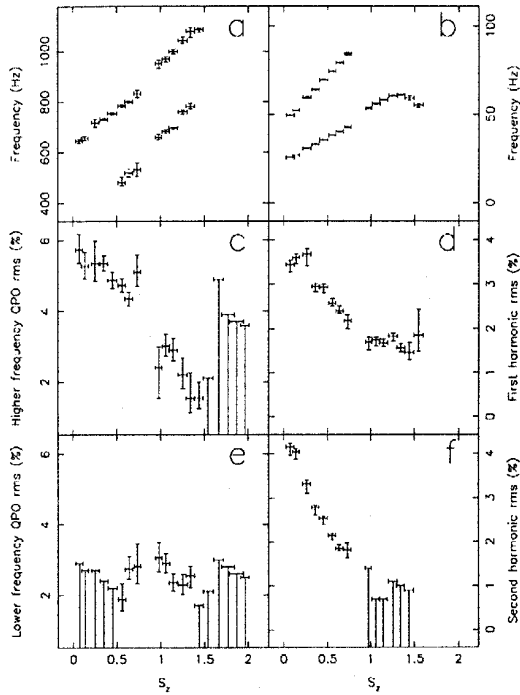 a
b
1000
800
600
400
Frequency (Hz)
100
50
0
Frequency (Hz)
c
d
6
4
2
Higher frequency QPO rms (%)
4
3
2
1
0
First harmonic rms (%)
e
f
6
4
2
Lower frequency QPO rms (%)
4
3
2
1
0
Second harmonic rms (%)
0 0.5 1 1.5 2
0 0.5 1 1.5 2
S_z
S_z